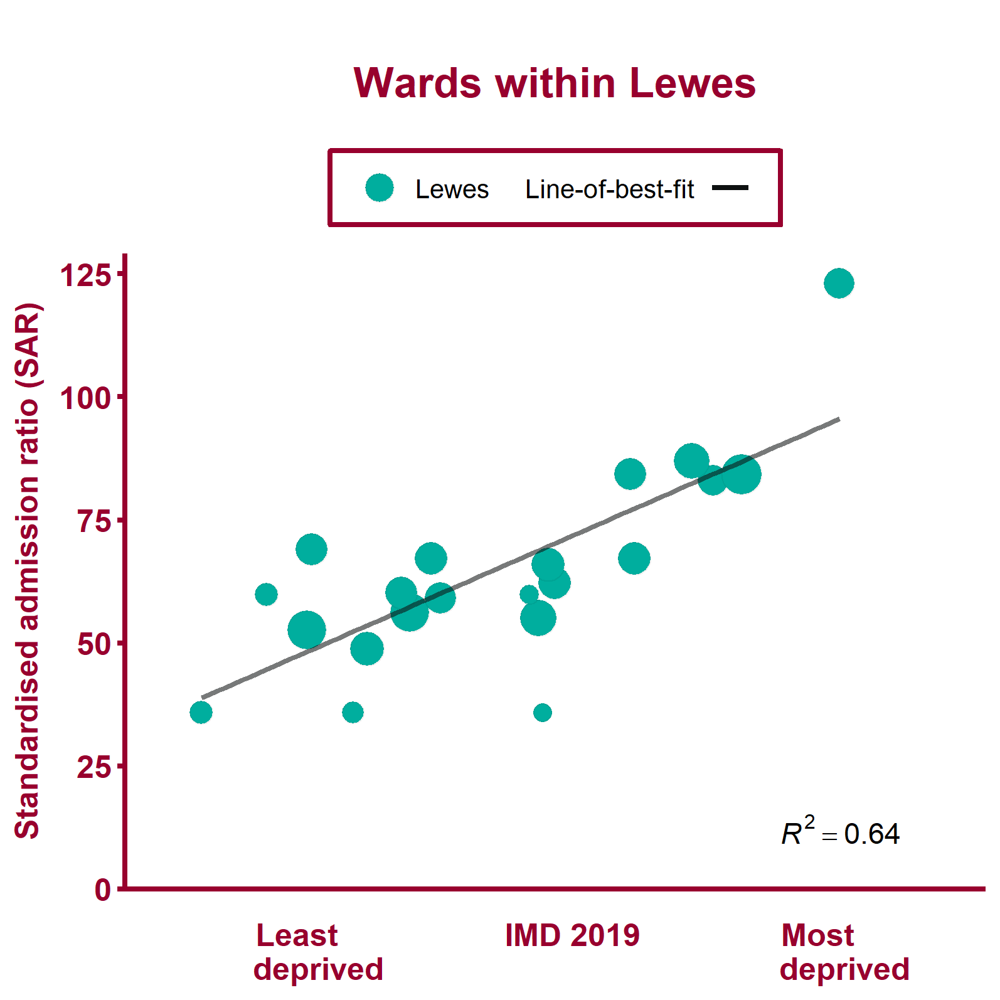 Wards within Lewes
Lewes Line-of-best-fit
Standardised admission ratio (SAR)
125
100
75
50
25
0
R² = 0.64
Least deprived
IMD 2019
Most deprived